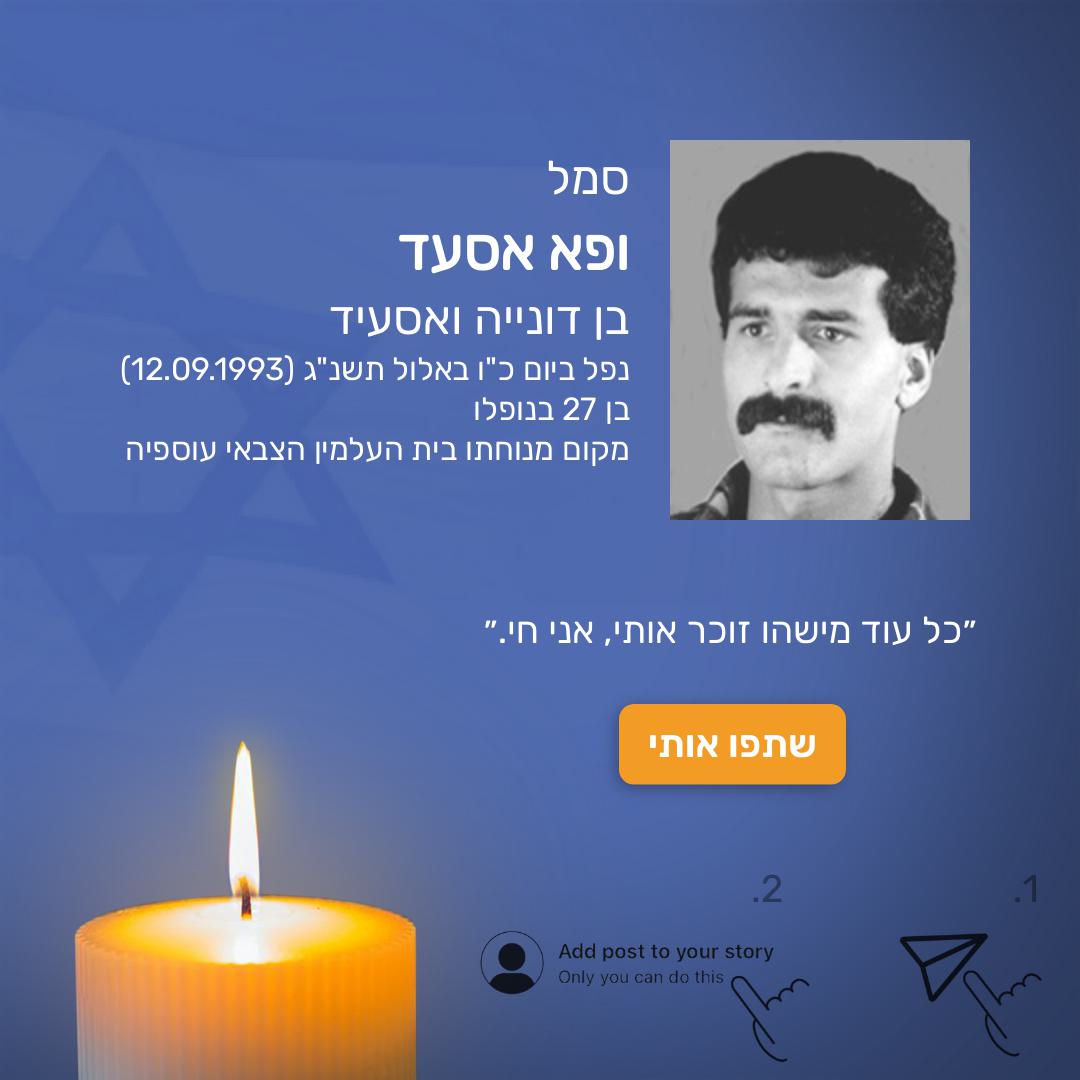 סמל
ופא אסעד
בן דונייה ואסעיד
נפל ביום כ"ו באלול תשנ"ג (12.09.1993)
בן 27 בנופלו
מקום מנוחתו בית העלמין הצבאי עוספיה
״כל עוד מישהו זוכר אותי, אני חי.״
שתפו אותי
1.
2.
Add post to your story
Only you can do this